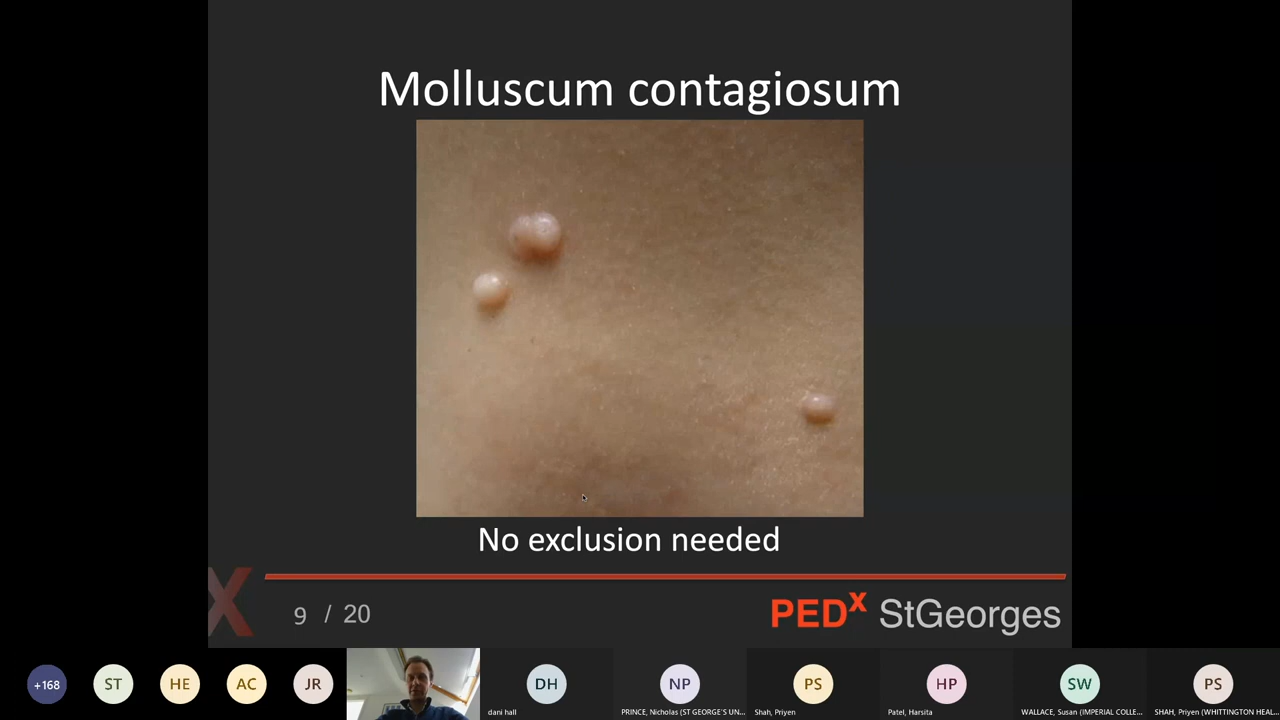 Molluscum contagiosum
No exclusion needed
X
9 / 20
PEDX StGeorges
+168
ST
HE
AC
JR
DH
NP
PS
HP
SW
PS
dani hall
PRINCE, Nicholas (ST GEORGE'S UN...
Shah, Priyen
Patel, Harsita
WALLACE, Susan (IMPERIAL COLLE...
SHAH, Priyen (WHITTINGTON HEAL...